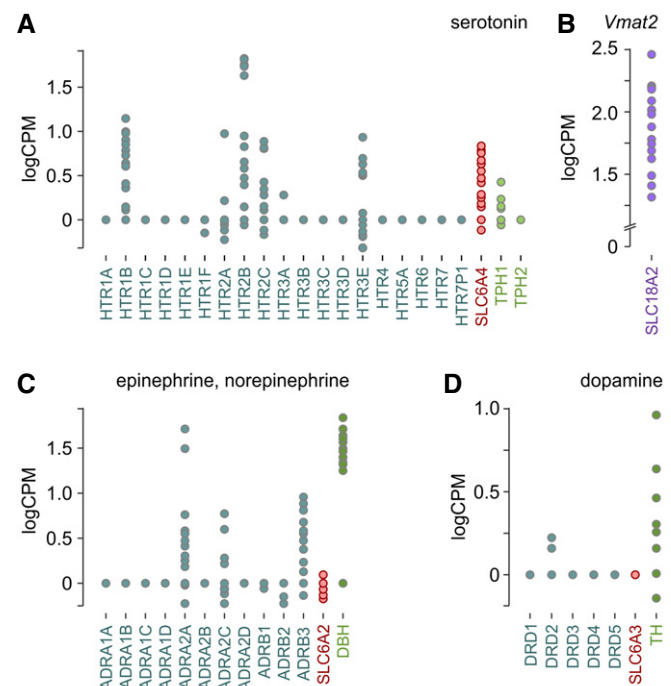 A serotonin
logCPM
1.5
1.0
0.5
0
HTR1A
HTR1B
HTR1C
HTR1D
HTR1E
HTR1F
HTR2A
HTR2B
HTR2C
HTR3A
HTR3B
HTR3C
HTR3D
HTR3E
HTR4
HTR5A
HTR6
HTR7
HTR7P1
SLC6A4
TPH1
TPH2
B Vmat2
logCPM
2.5
2.0
1.5
0
SLC18A2
C epinephrine, norepinephrine
logCPM
1.5
1.0
0.5
0
ADRA1A
ADRA1B
ADRA1C
ADRA1D
ADRA2A
ADRA2B
ADRA2C
ADRA2D
ADRB1
ADRB2
ADRB3
SLC6A2
DBH
D dopamine
logCPM
1.0
0.5
0
DRD1
DRD2
DRD3
DRD4
DRD5
SLC6A3
TH